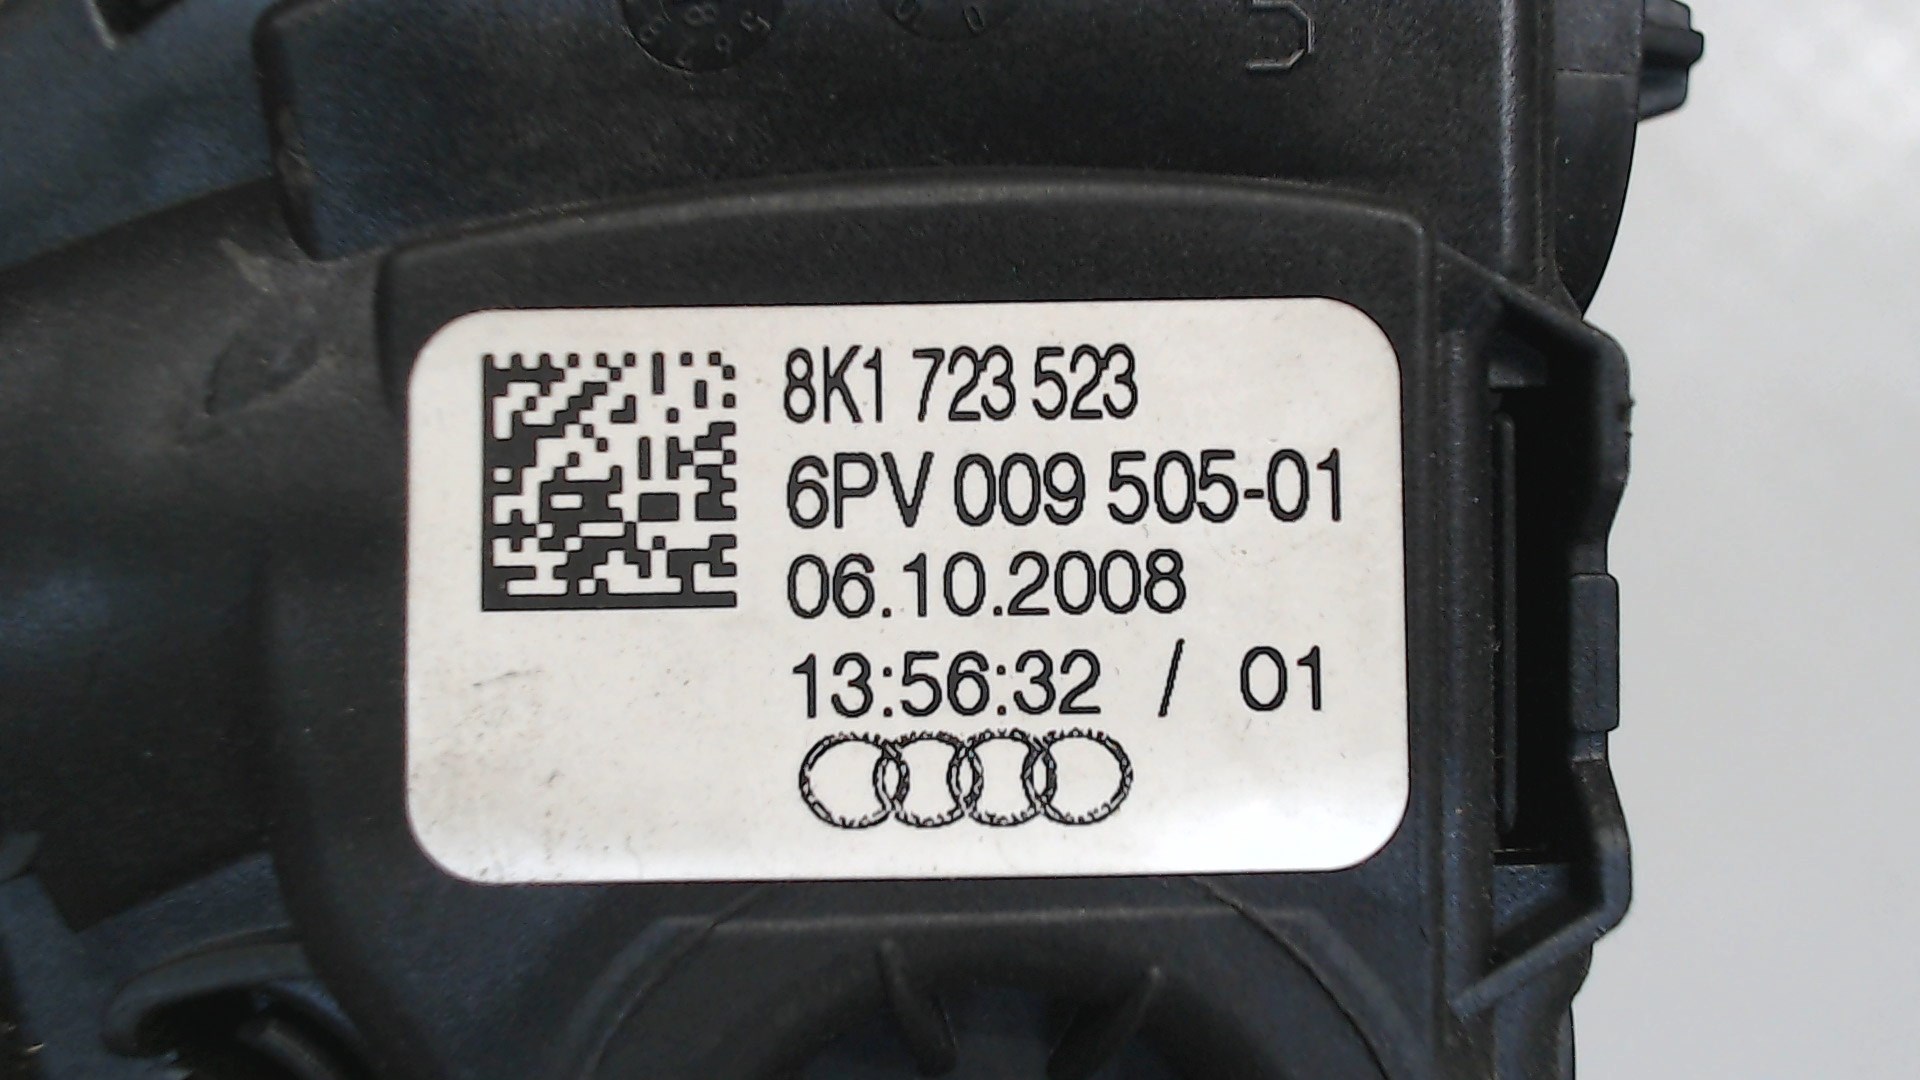 8K1 723 523
6PV 009 505-01
06.10.2008
13:56:32 / 01